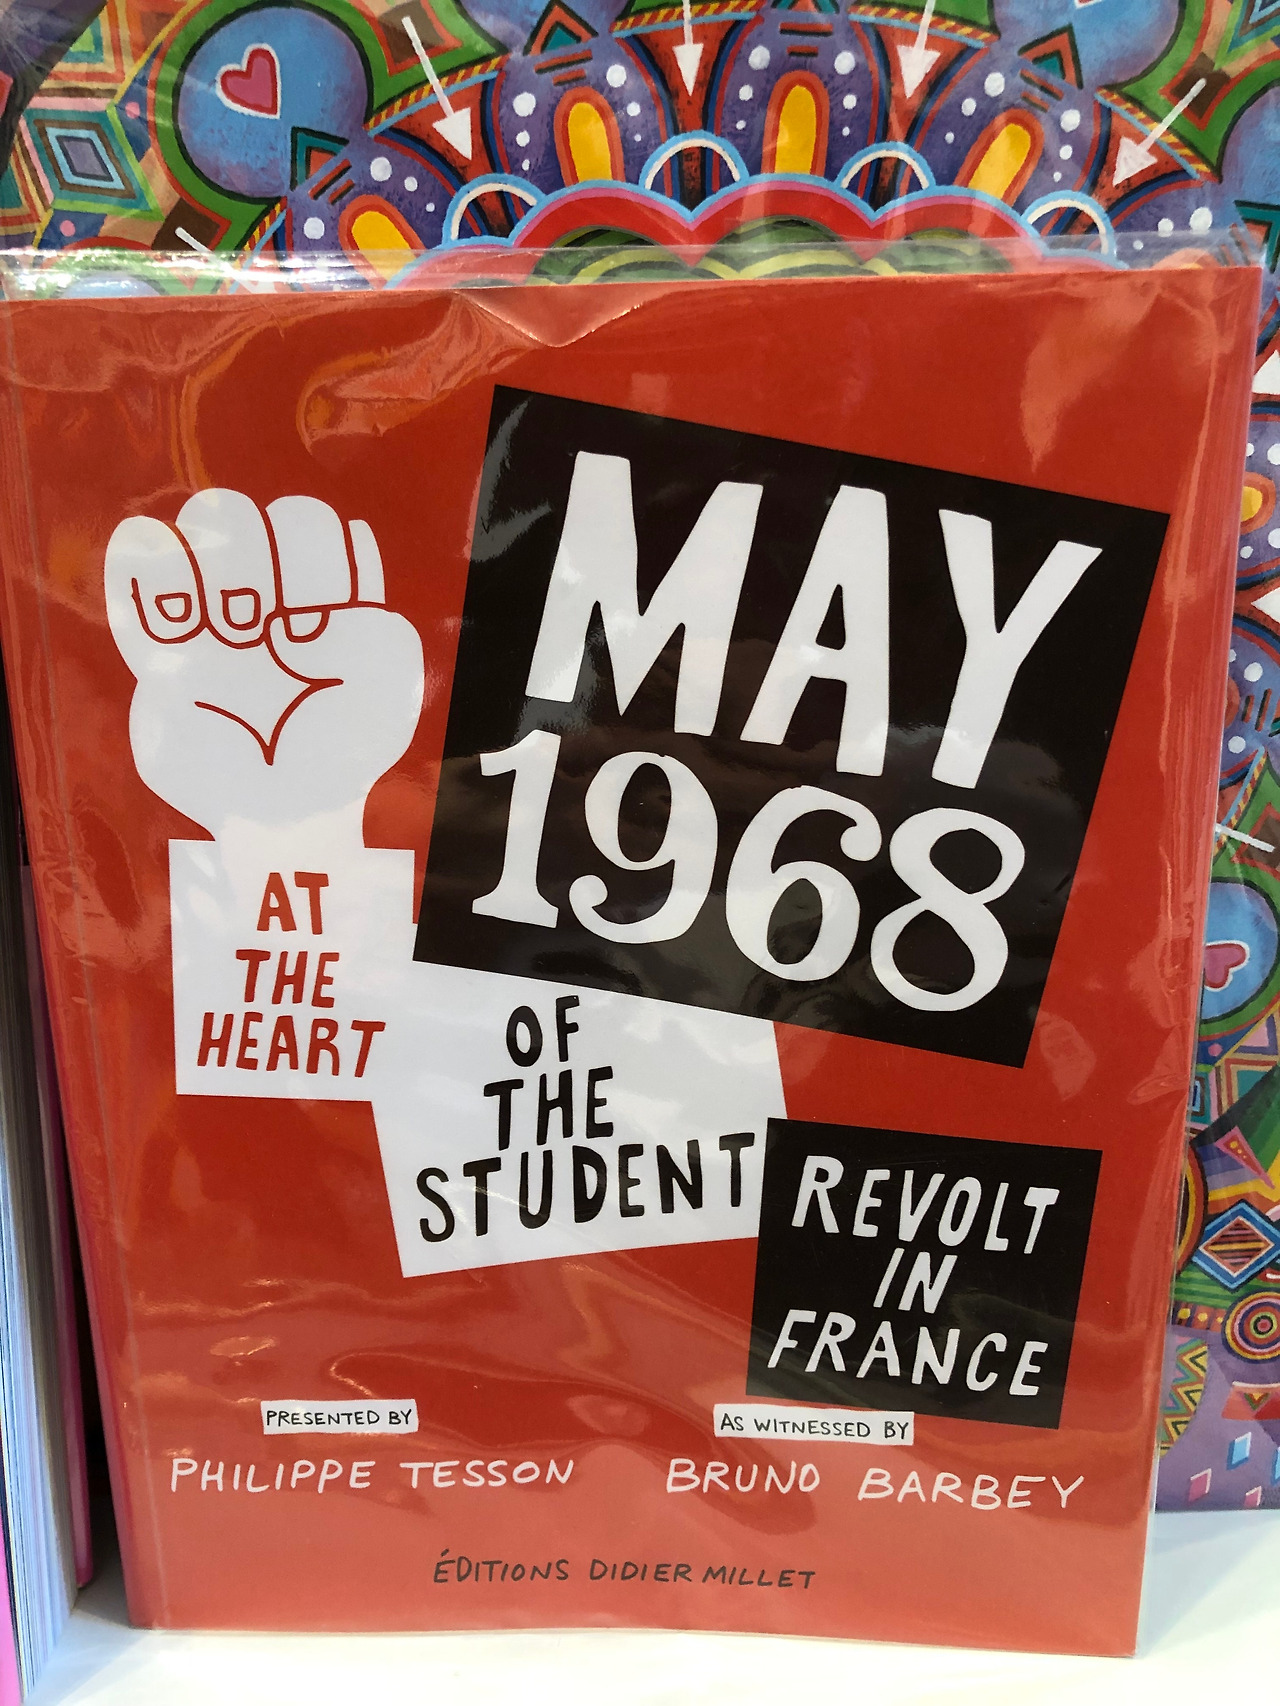 MAY
1968
AT
THE
HEART
OF
THE
STUDENT
REVOLT
IN
FRANCE
PRESENTED BY
PHILIPPE TESSON
AS WITNESSED BY
BRUNO BARBEY
ÉDITIONS DIDIER MILLET